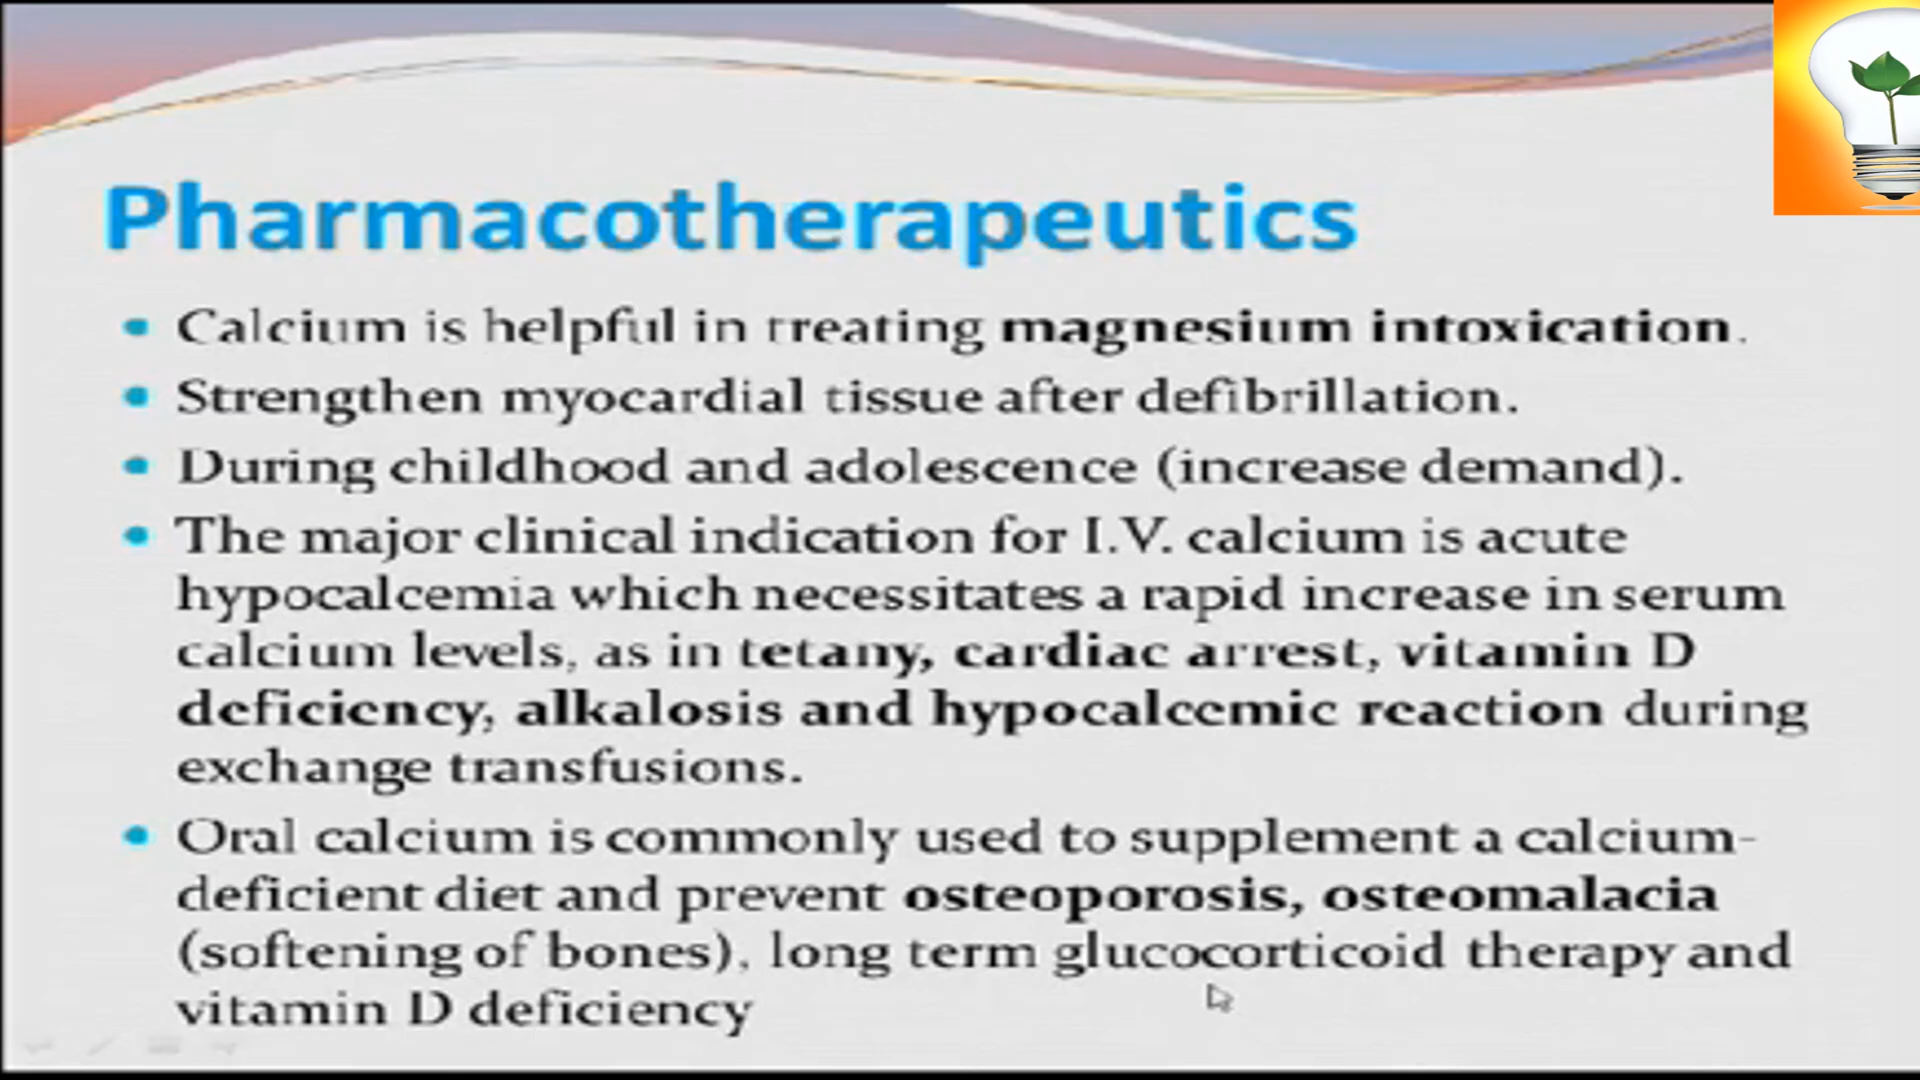 Pharmacotherapeutics
• Calcium is helpful in treating magnesium intoxication.
• Strengthen myocardial tissue after defibrillation.
• During childhood and adolescence (increase demand).
• The major clinical indication for I.V. calcium is acute
hypocalcemia which necessitates a rapid increase in serum
calcium levels, as in tetany, cardiac arrest, vitamin D
deficiency, alkalosis and hypocalcemic reaction during
exchange transfusions.
• Oral calcium is commonly used to supplement a calcium-
deficient diet and prevent osteoporosis, osteomalacia
(softening of bones), long term glucocorticoid therapy and
vitamin D deficiency